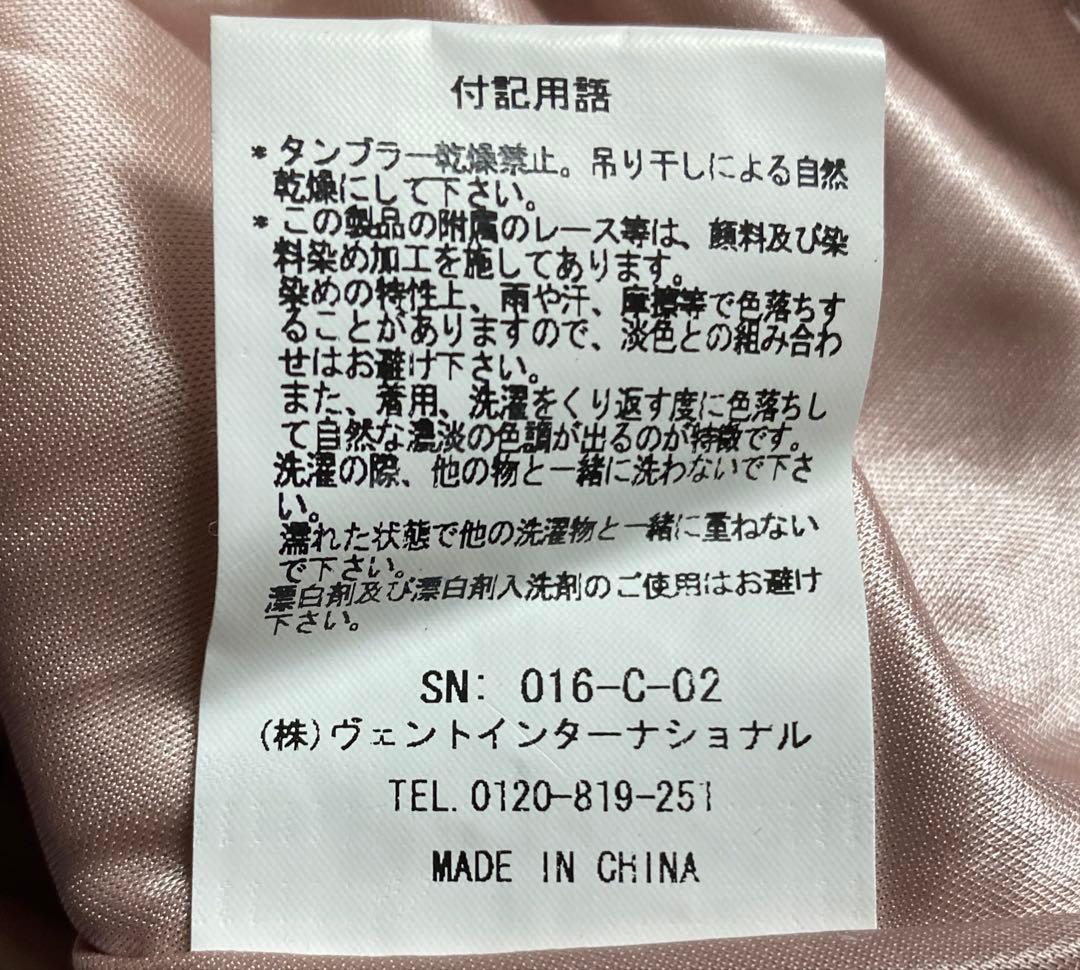 付記用語
* タンブラー乾燥禁止。吊り干しによる自然
乾燥にして下さい。
* この製品の附属のレース等は、顔料及び染
料染め加工を施してあります。
染めの特性上、雨や汗、摩擦等で色落ちす
ることがありますので、淡色との組み合わ
せはお避け下さい。
また、着用、洗濯をくり返す度に色落ちし
て自然な濃淡の色調が出るのが特徴です。
洗濯の際、他の物と一緒に洗わないで下さ
い。
濡れた状態で他の洗濯物と一緒に重ねない
で下さい。
漂白剤及び漂白剤入洗剤のご使用はお避け
下さい。
SN: 016-C-02
(株)ヴェントインターナショナル
TEL. 0120-819-251
MADE IN CHINA